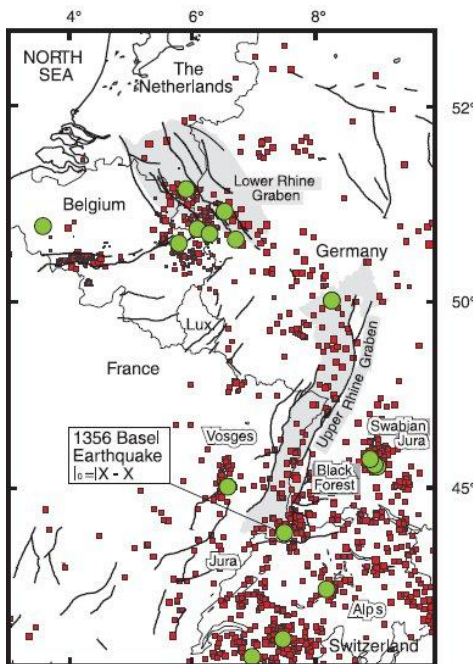 4°
6°
8°
NORTH
SEA
The
Netherlands
52°
Lower Rhine
Graben
Belgium
Germany
50°
Lux
France
Upper Rhine Graben
1356 Basel
Earthquake
I₀=IX - X
Vosges
Swabian
Jura
Black
Forest
45°
Jura
Alps
Switzerland